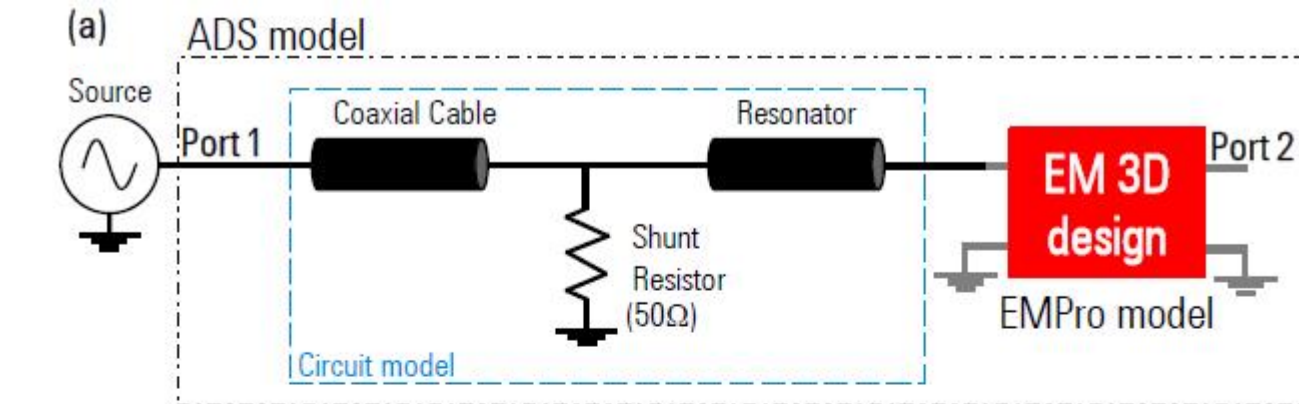 (a)
ADS model
Source
Port 1
Coaxial Cable
Resonator
EM 3D
design
Port 2
Shunt
Resistor
(50Ω)
EMPro model
Circuit model